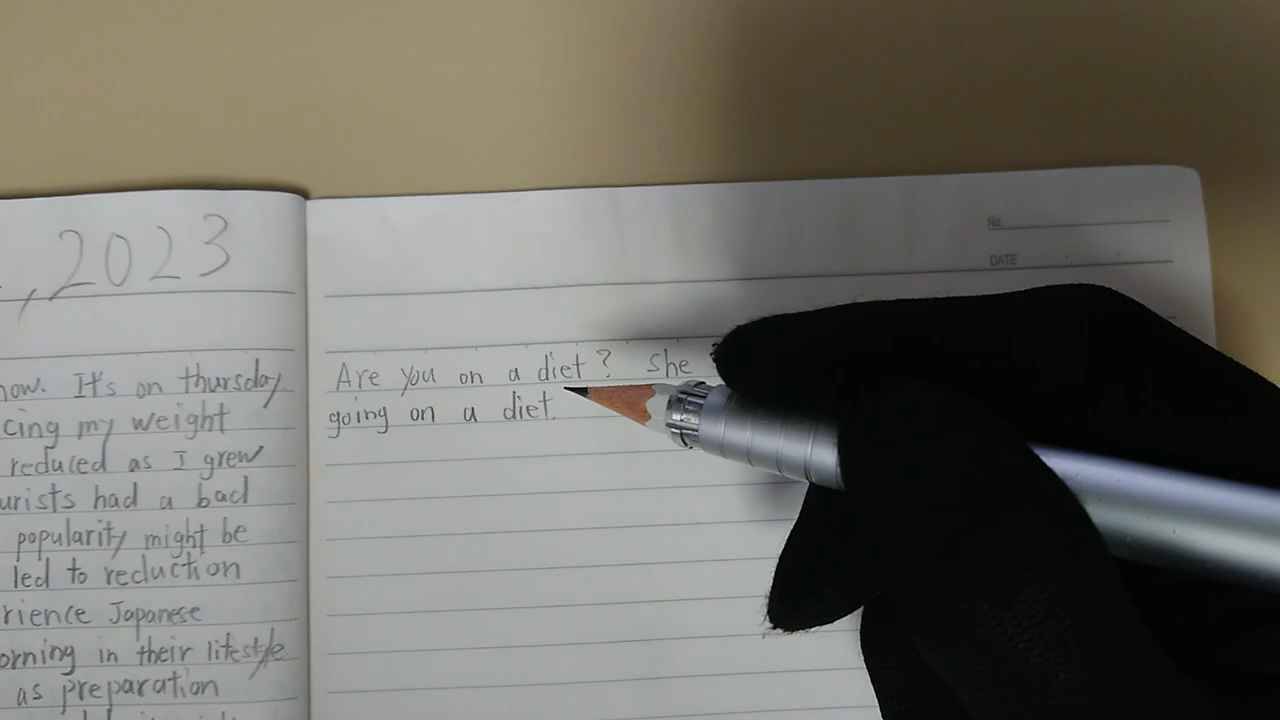 , 2023
now. It's on thursday
cing my weight
reduced as I grew
urists had a bad
popularity might be
led to reduction
rience Japanese
orning in their lifestyle
as preparation
No.
DATE
Are you on a diet? She
going on a diet.